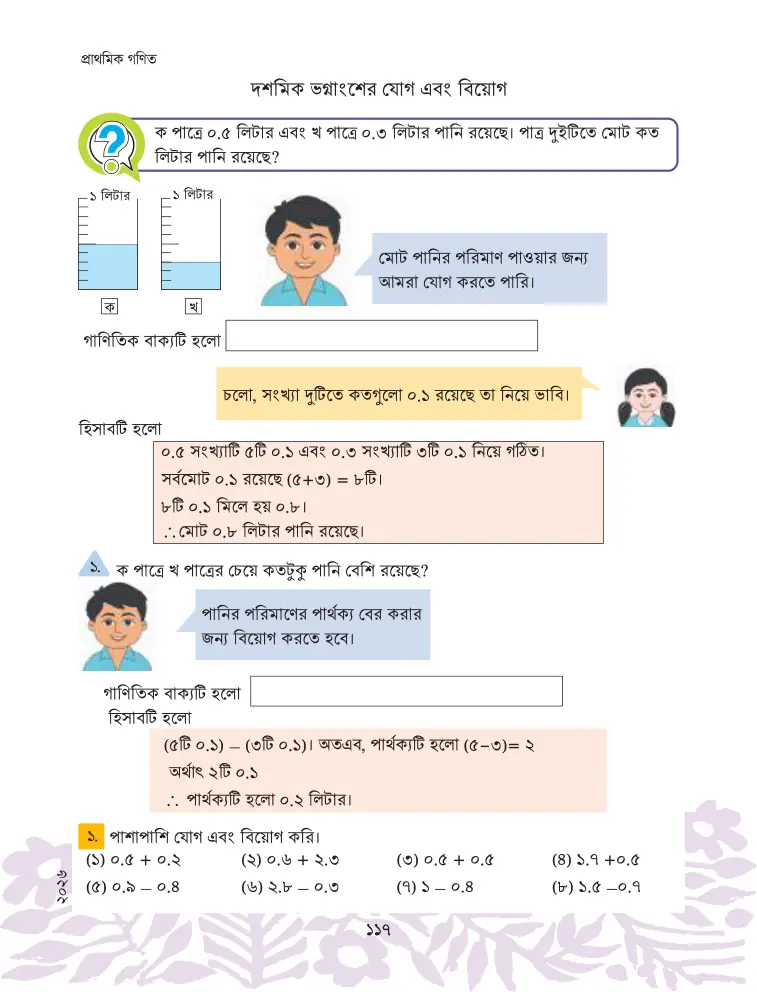 প্রাথমিক গণিত
দশমিক ভগ্নাংশের যোগ এবং বিয়োগ
?
ক পাত্রে ০.৫ লিটার এবং খ পাত্রে ০.৩ লিটার পানি রয়েছে। পাত্র দুইটিতে মোট কত
লিটার পানি রয়েছে?
১ লিটার
১ লিটার
ক
খ
মোট পানির পরিমাণ পাওয়ার জন্য
আমরা যোগ করতে পারি।
গাণিতিক বাক্যটি হলো
চলো, সংখ্যা দুটিতে কতগুলো ০.১ রয়েছে তা নিয়ে ভাবি।
হিসাবটি হলো
০.৫ সংখ্যাটি ৫টি ০.১ এবং ০.৩ সংখ্যাটি ৩টি ০.১ নিয়ে গঠিত।
সর্বমোট ০.১ রয়েছে (৫+৩) = ৮টি।
৮টি ০.১ মিলে হয় ০.৮।
∴ মোট ০.৮ লিটার পানি রয়েছে।
১. ক পাত্রে খ পাত্রের চেয়ে কতটুকু পানি বেশি রয়েছে?
পানির পরিমাণের পার্থক্য বের করার
জন্য বিয়োগ করতে হবে।
গাণিতিক বাক্যটি হলো
হিসাবটি হলো
(৫টি ০.১) – (৩টি ০.১)। অতএব, পার্থক্যটি হলো (৫–৩)= ২
অর্থাৎ ২টি ০.১
∴ পার্থক্যটি হলো ০.২ লিটার।
১. পাশাপাশি যোগ এবং বিয়োগ করি।
(১) ০.৫ + ০.২ (২) ০.৬ + ২.৩ (৩) ০.৫ + ০.৫ (৪) ১.৭ +০.৫
(৫) ০.৯ – ০.৪ (৬) ২.৮ – ০.৩ (৭) ১ – ০.৪ (৮) ১.৫ –০.৭
২০২৬
১১৭